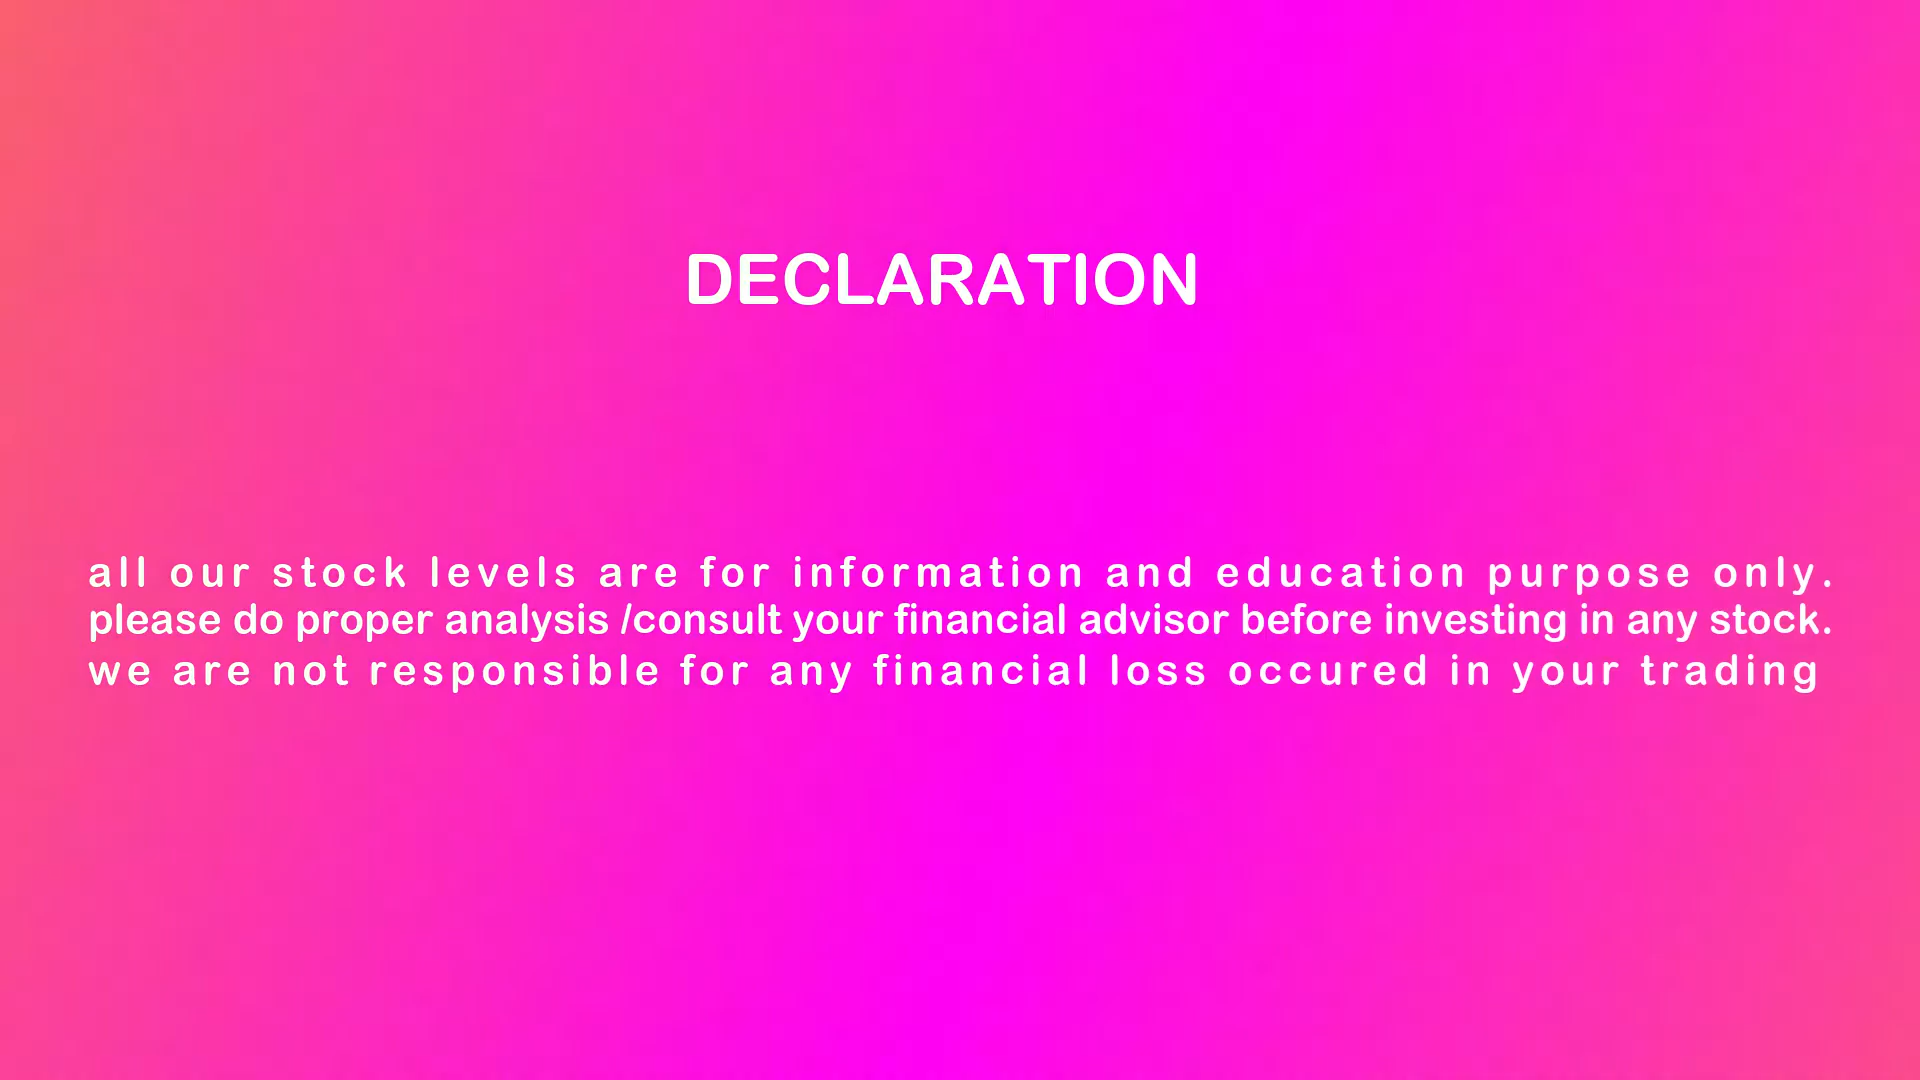 DECLARATION
all our stock levels are for information and education purpose only.
please do proper analysis /consult your financial advisor before investing in any stock.
we are not responsible for any financial loss occured in your trading